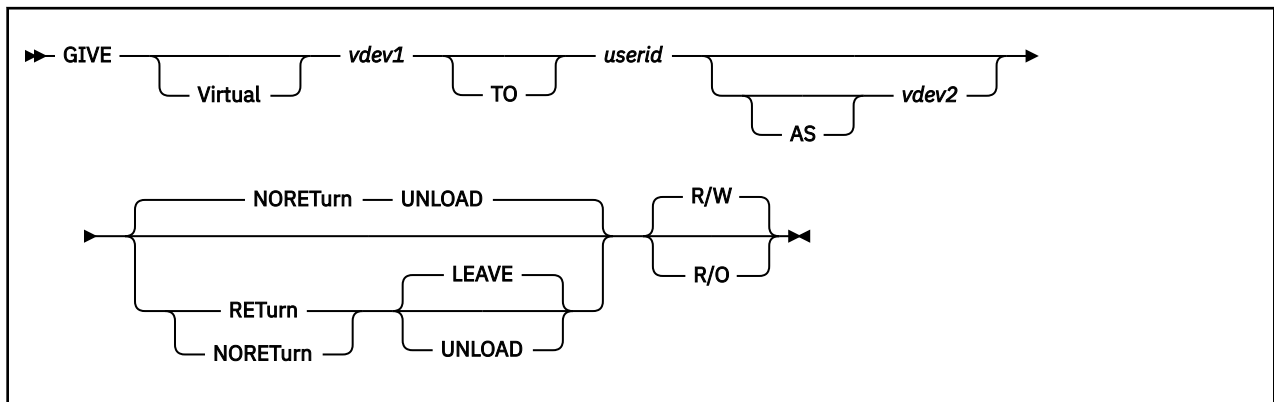 GIVE vdev1 userid
Virtual TO vdev2
AS
NORETurn UNLOAD R/W
LEAVE R/O
RETurn
NORETurn UNLOAD